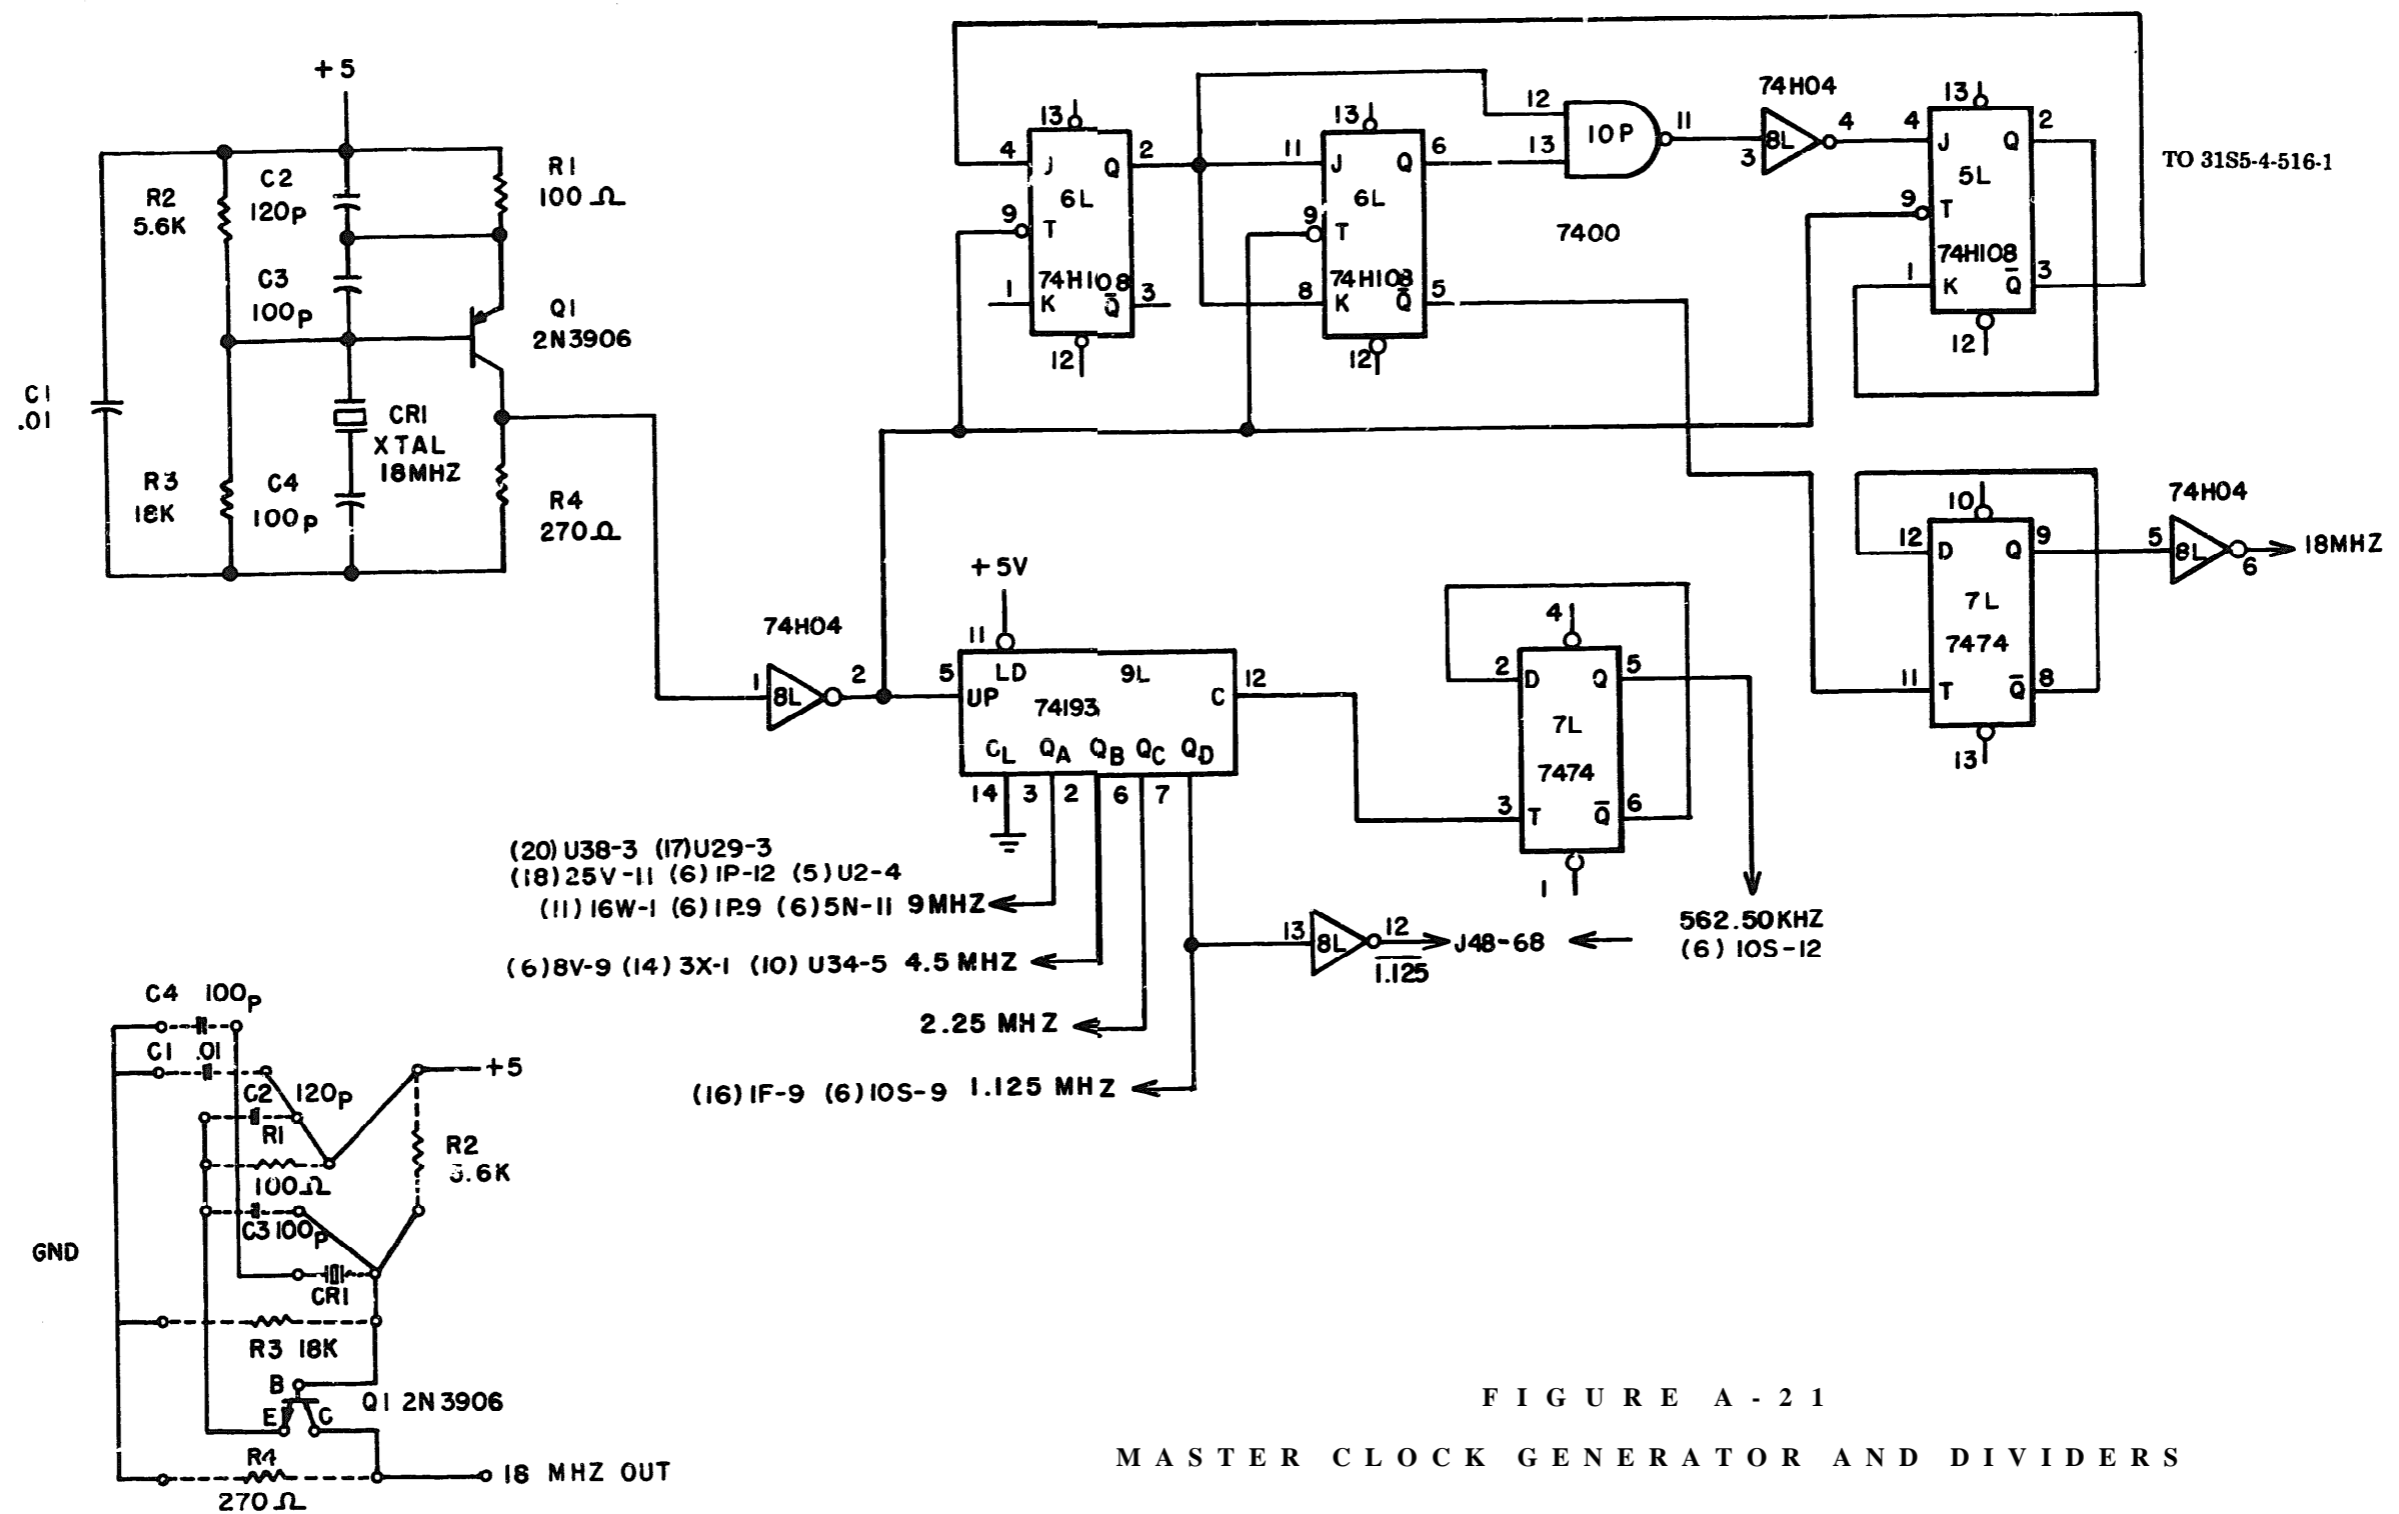 +5
R2
5.6K
C2
120p
R1
100Ω
C3
100p
Q1
2N3906
C1
.01
CR1
XTAL
18MHZ
R3
18K
C4
100p
R4
270Ω
13
4 J Q 2
6L
9 T
74H108
1 K Q̅ 3
12
13
11 J Q 6
6L
9 T
74H108
8 K Q̅ 5
12
12
13
10P
11
7400
74H04
3 8L 4
13
4 J Q 2
5L
9 T
74H108
1 K Q̅ 3
12
TO 31S5-4-516-1
10
12 D Q 9
7L
7474
11 T Q̅ 8
13
74H04
5 8L 6
18MHZ
74H04
1 8L 2
+5V
11
5 LD 9L 12
UP 74193 C
CL QA QB QC QD
14 3 2 6 7
4
2 D Q 5
7L
7474
3 T Q̅ 6
1
562.50KHZ
(6) 10S-12
(20) U38-3 (17)U29-3
(18) 25V-11 (6) 1P-12 (5) U2-4
(11) 16W-1 (6) 1P-9 (6) 5N-11 9MHZ
(6) 8V-9 (14) 3X-1 (10) U34-5 4.5 MHZ
13 8L 12
1.125
J48-68
2.25 MHZ
(16) 1F-9 (6) 10S-9 1.125 MHZ
C4 100p
C1 .01
+5
C2 120p
R1
100Ω
R2
5.6K
C3 100p
GND
CR1
R3 18K
B
Q1 2N3906
E C
R4
270Ω
18 MHZ OUT
FIGURE A-21
MASTER CLOCK GENERATOR AND DIVIDERS